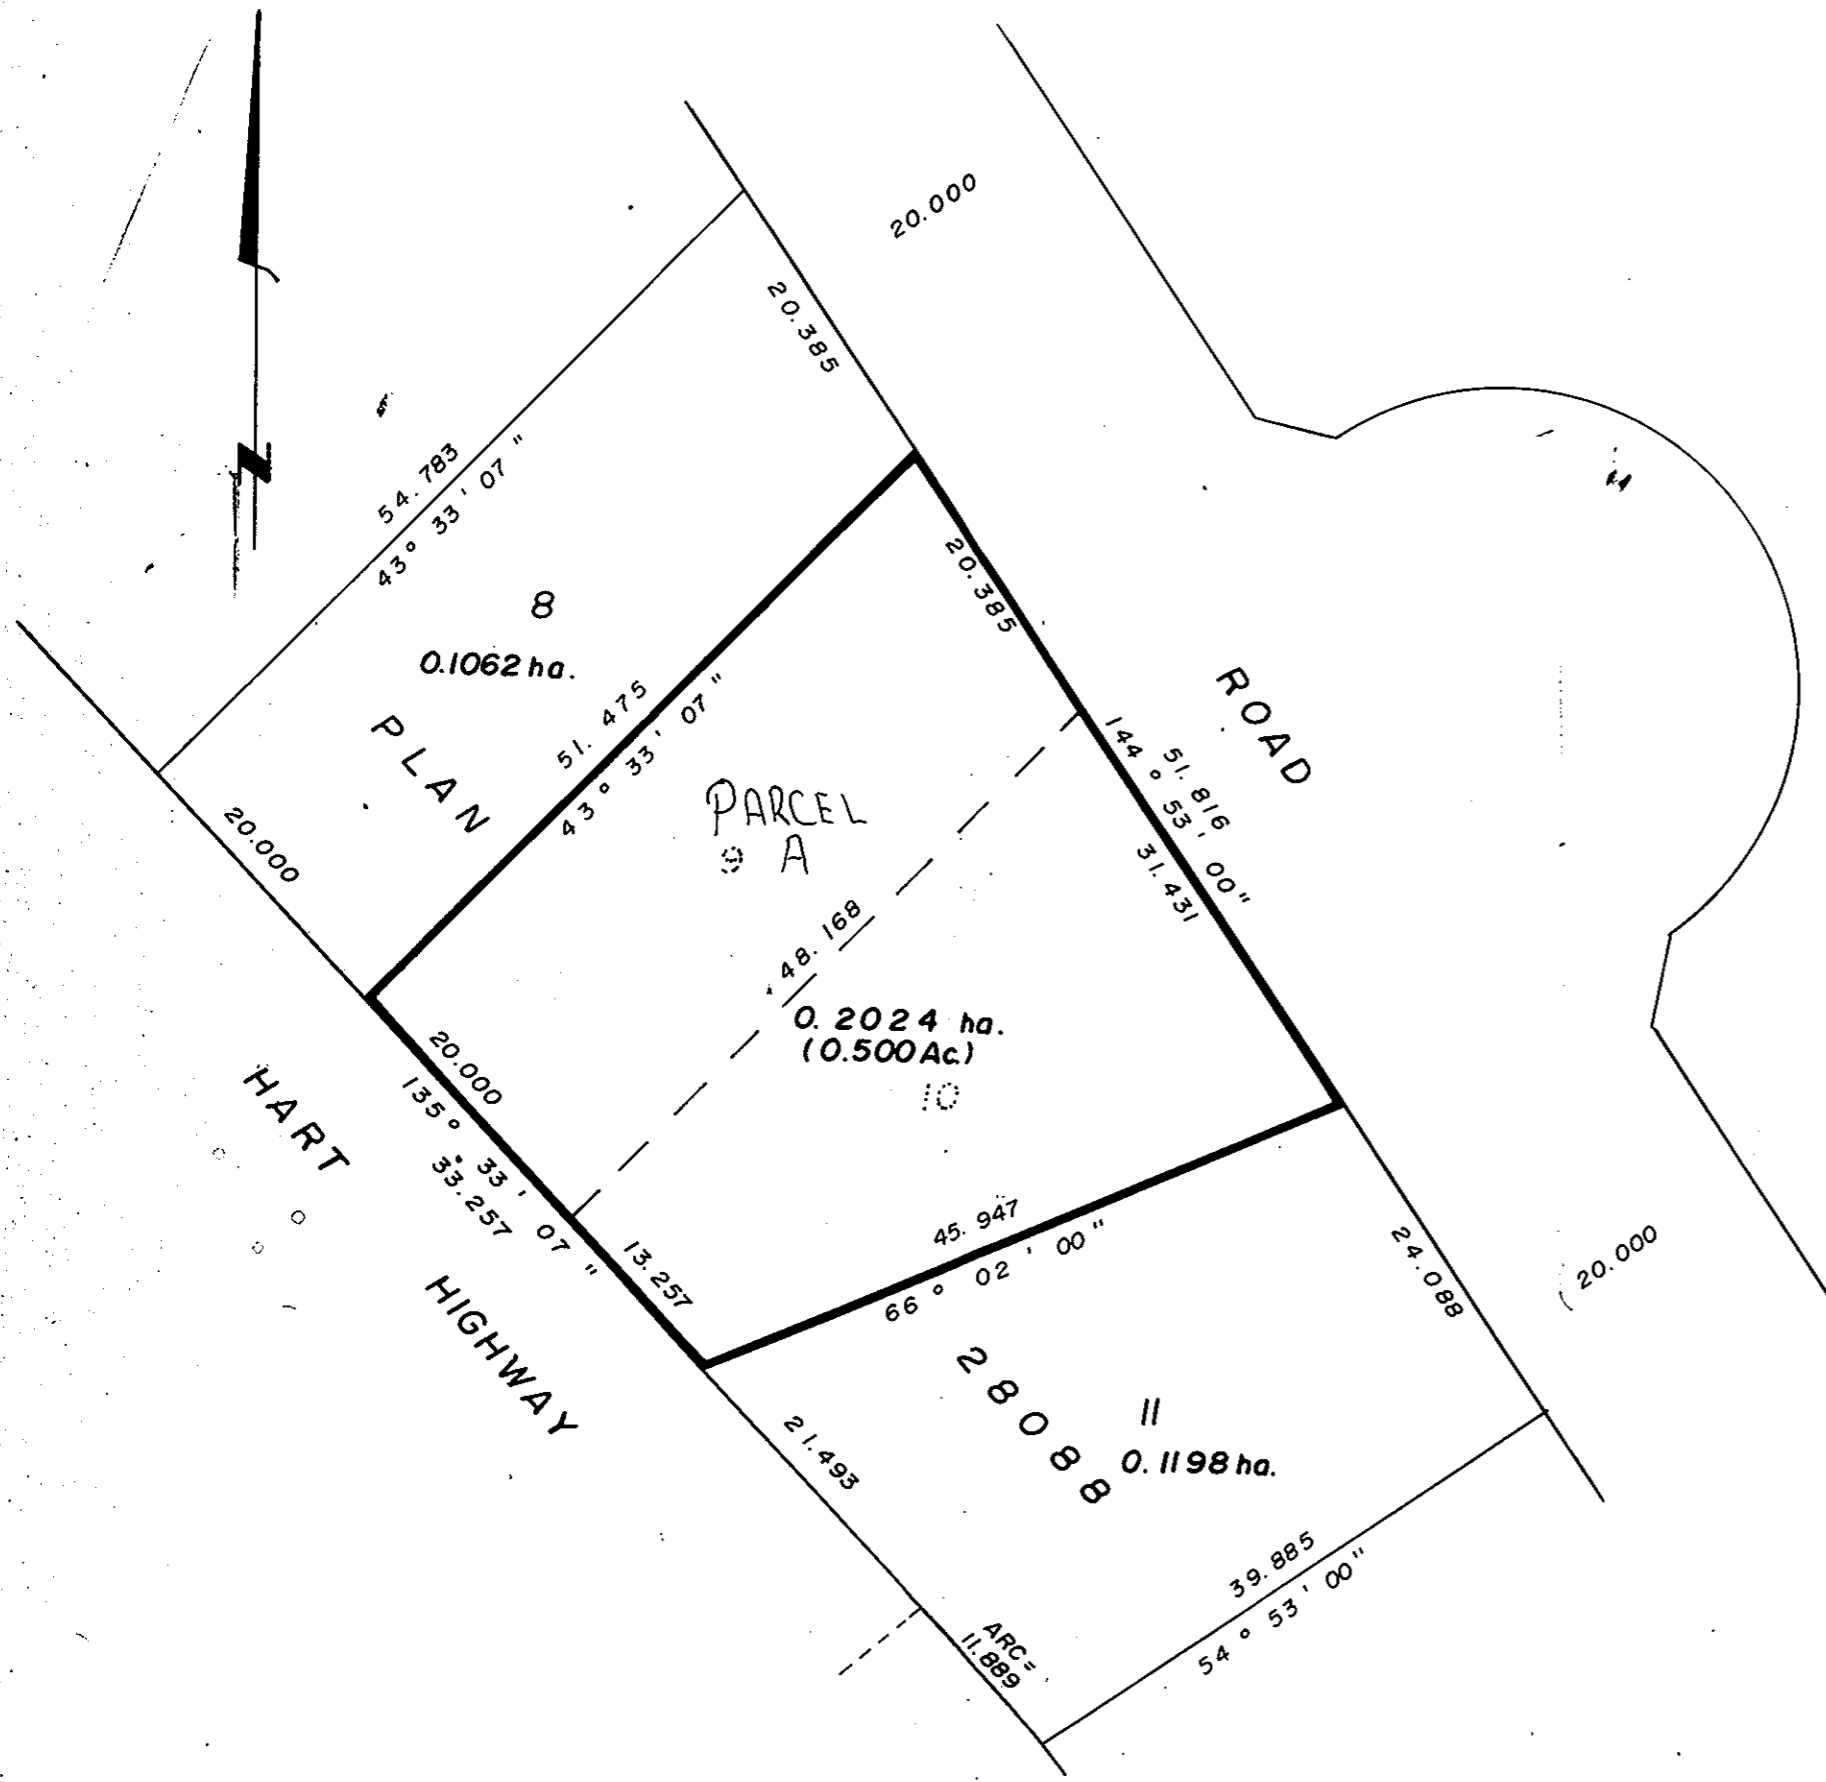 20.000
20.385
54.783
43° 33' 07"
8
0.1062 ha.
PLAN
51.475
43° 33' 07"
20.385
ROAD
144° 53' 00"
51.816
31.431
PARCEL
9 A
20.000
48.168
0.2024 ha.
(0.500 Ac.)
10
20.000
135° 33' 07"
33.257
13.257
HART
HIGHWAY
45.947
66° 02' 00"
24.088
20.000
28088
11
0.1198 ha.
21.493
39.885
54° 53' 00"
ARC=
11.889